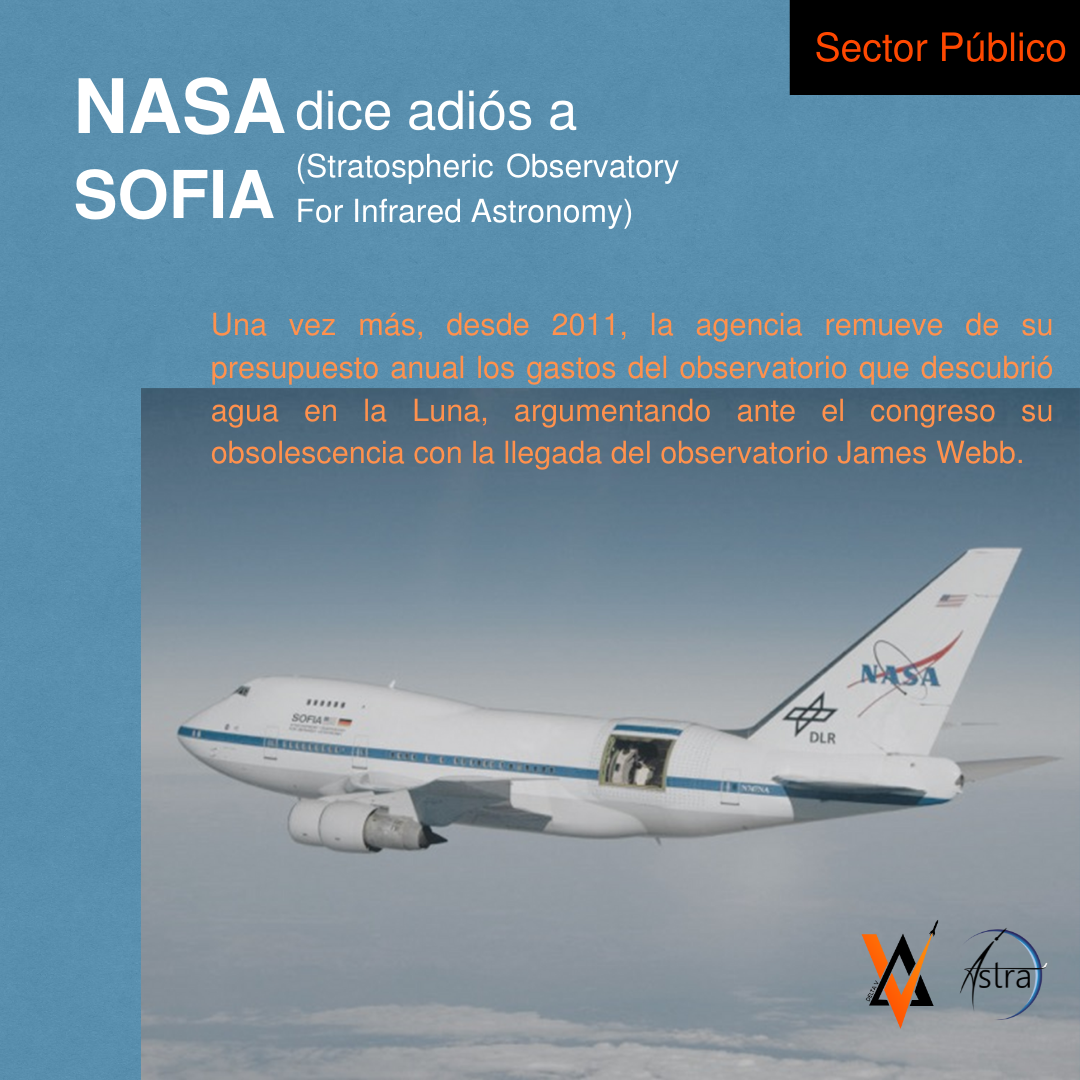 Sector Público
NASA dice adiós a
SOFIA (Stratospheric Observatory
For Infrared Astronomy)
Una vez más, desde 2011, la agencia remueve de su
presupuesto anual los gastos del observatorio que descubrió
agua en la Luna, argumentando ante el congreso su
obsolescencia con la llegada del observatorio James Webb.
NASA
DLR
SOFIA
Astra